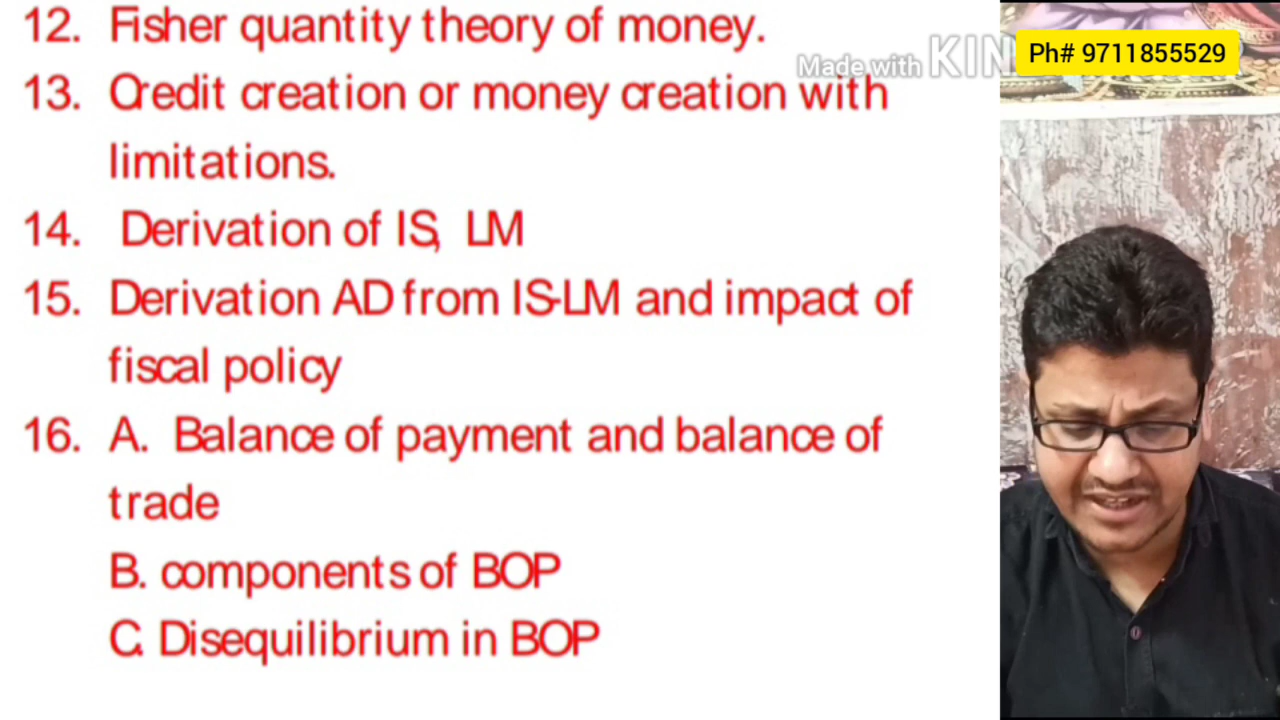 12. Fisher quantity theory of money.
Made with KIN
Ph# 9711855529
13. Credit creation or money creation with
limitations.
14. Derivation of IS, LM
15. Derivation AD from IS-LM and impact of
fiscal policy
16. A. Balance of payment and balance of
trade
B. components of BOP
C. Disequilibrium in BOP